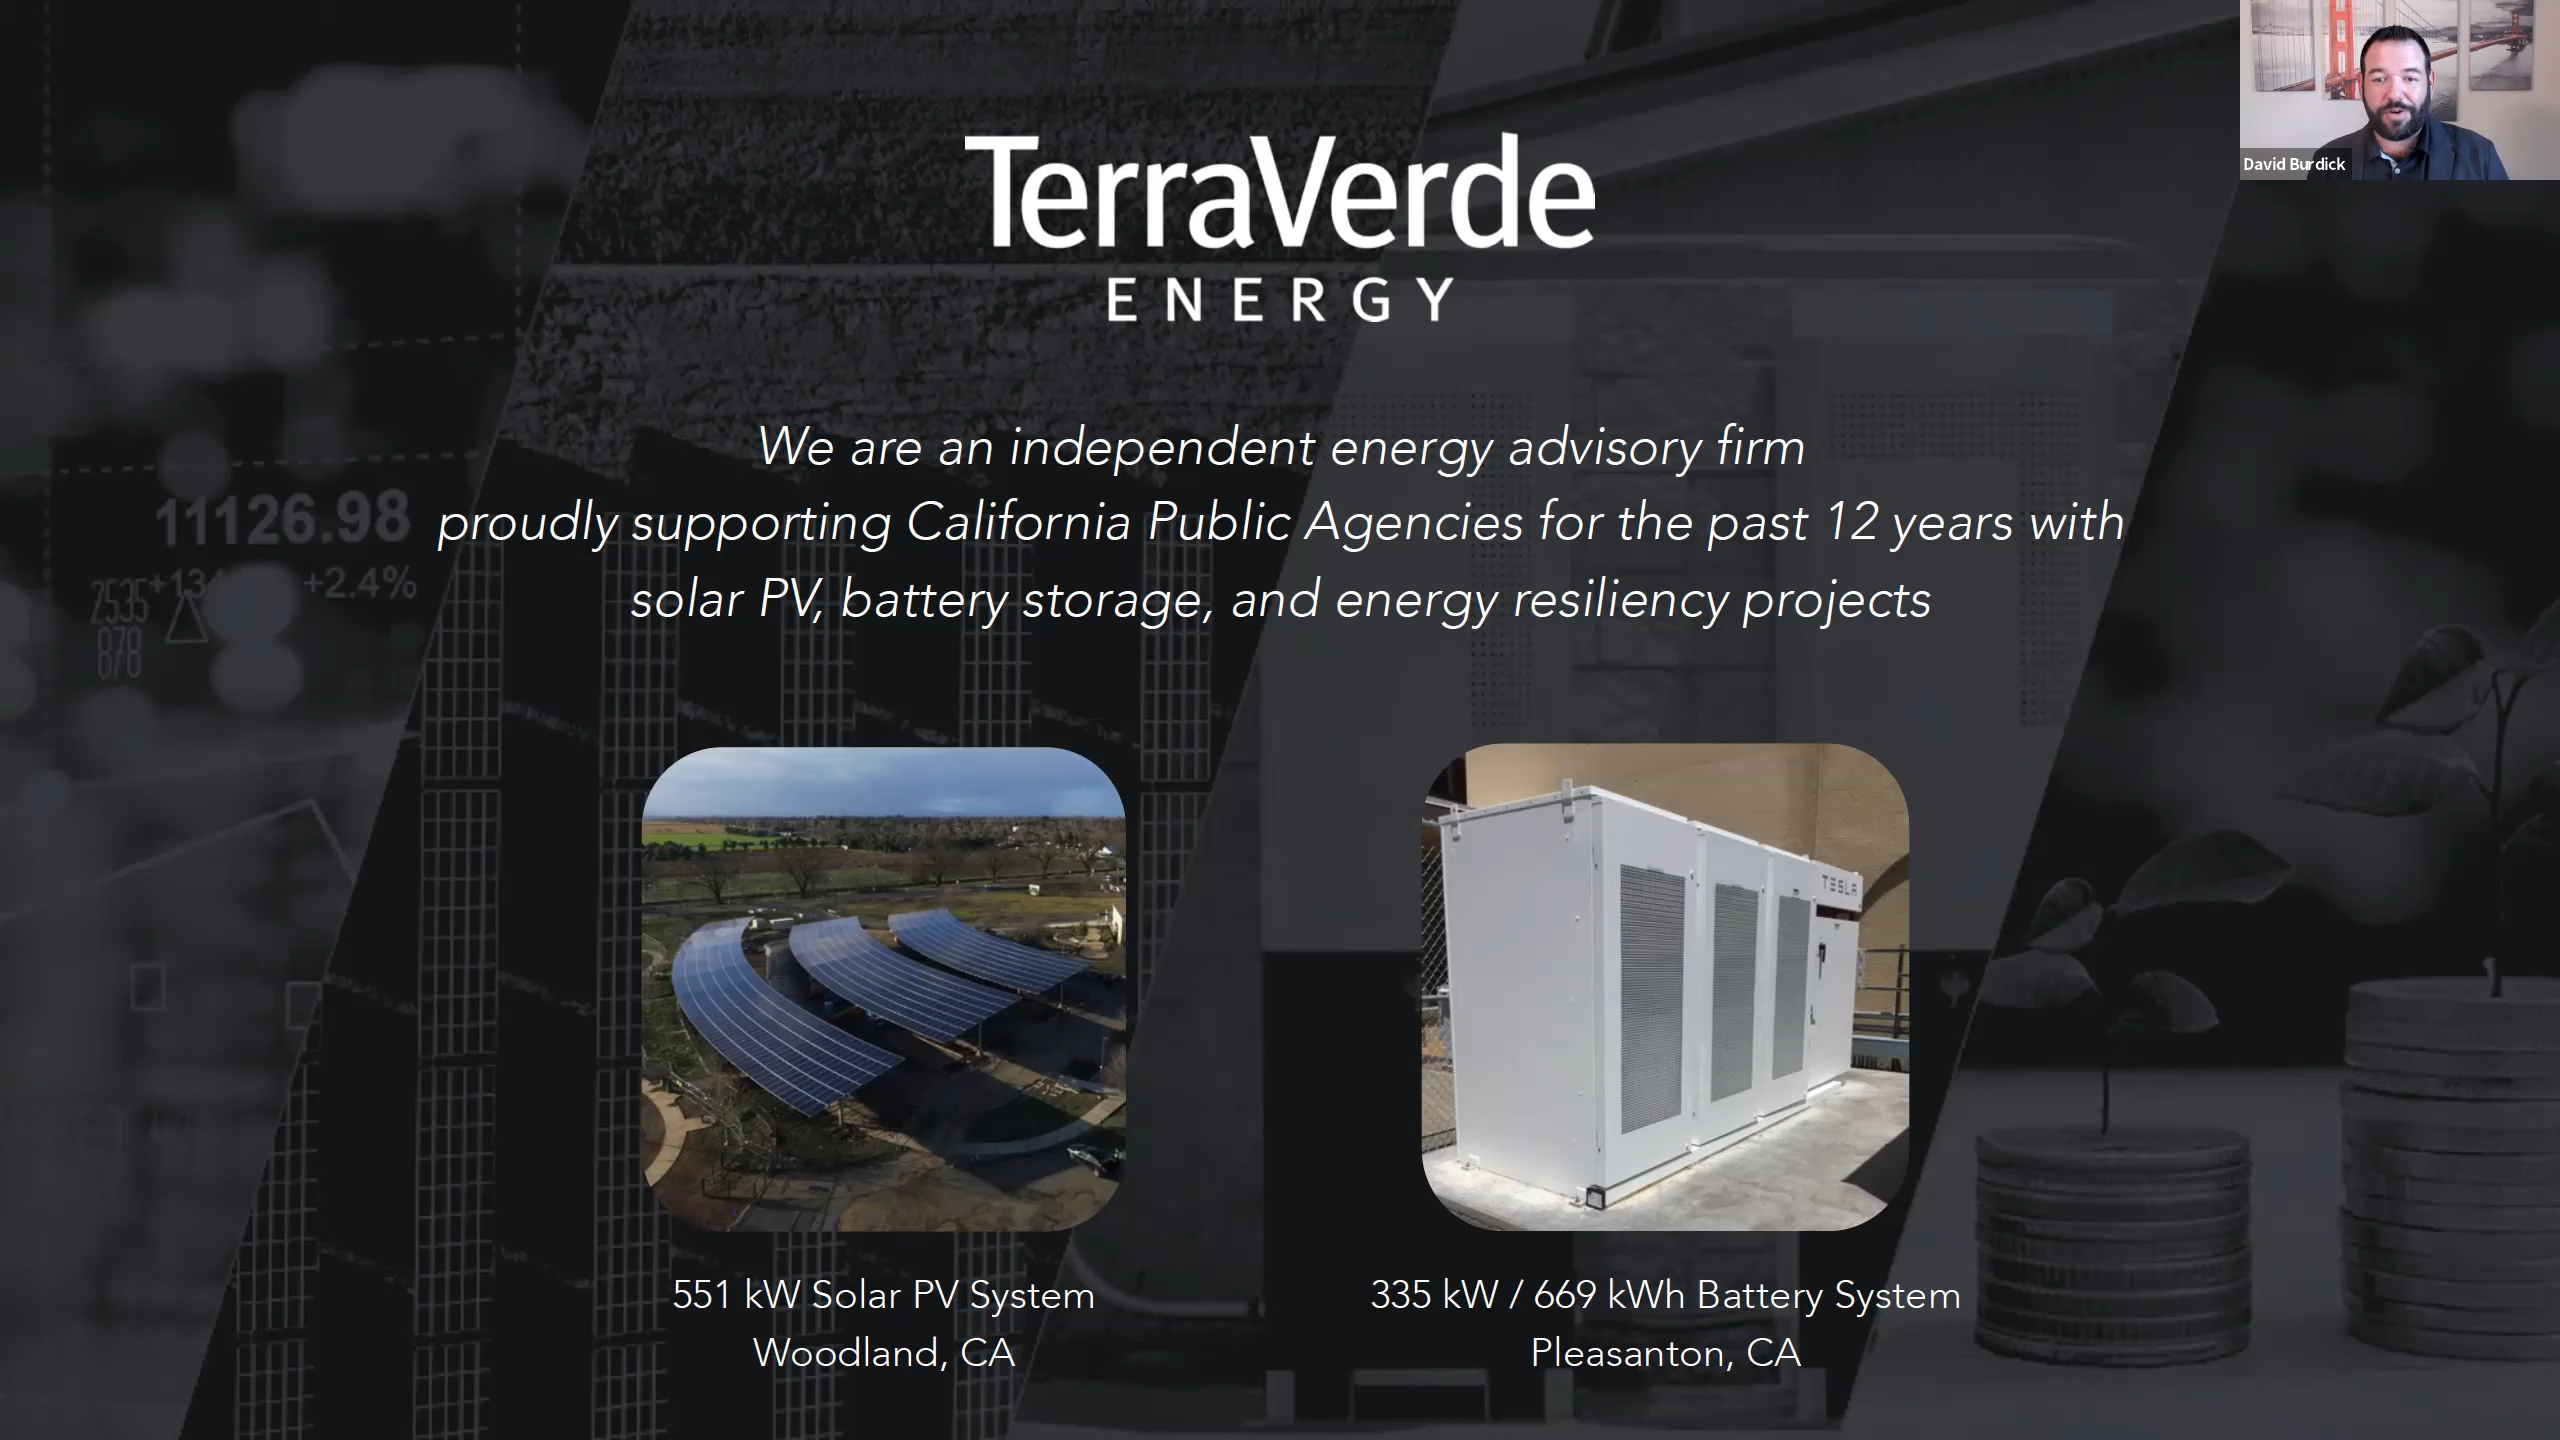 David Burdick
TerraVerde
ENERGY
We are an independent energy advisory firm
proudly supporting California Public Agencies for the past 12 years with
solar PV, battery storage, and energy resiliency projects
11126.98
+2.4%
2535
878
TESLA
551 kW Solar PV System
Woodland, CA
335 kW / 669 kWh Battery System
Pleasanton, CA